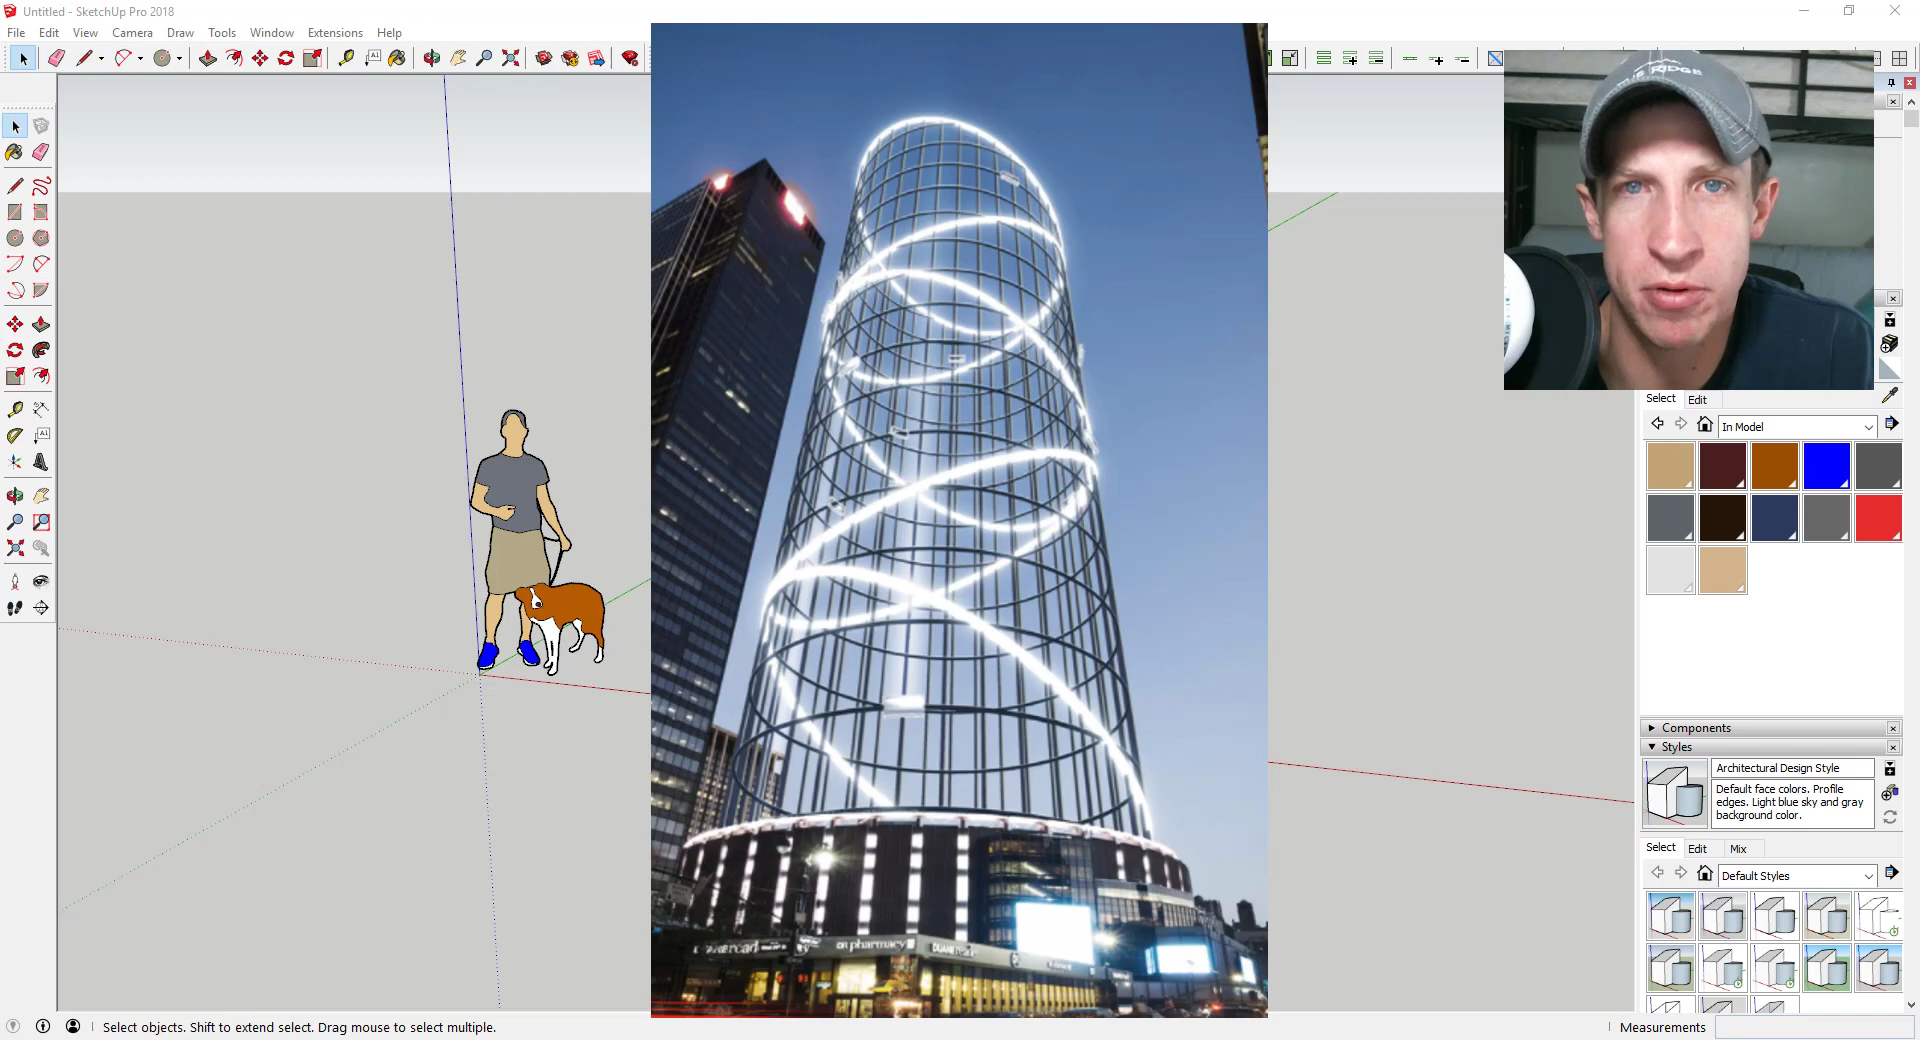 Untitled - SketchUp Pro 2018
File Edit View Camera Draw Tools Window Extensions Help
Select Edit
In Model
Components
Styles
Architectural Design Style
Default face colors. Profile
edges. Light blue sky and gray
background color.
Select Edit Mix
Default Styles
pharmacy
Select objects. Shift to extend select. Drag mouse to select multiple.
Measurements